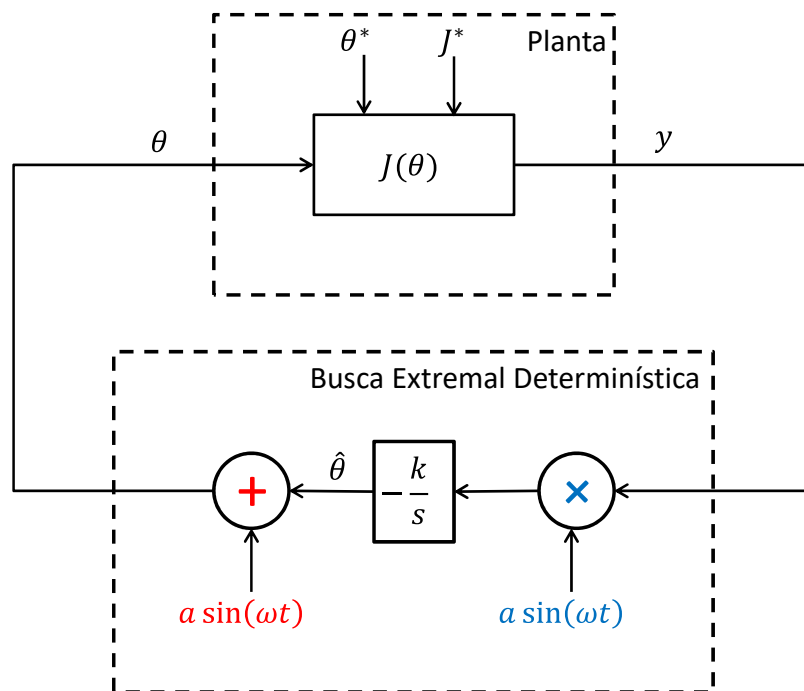 Planta
θ* J*
θ
J(θ)
y
Busca Extremal Determinística
θ̂
+
− k/s
×
a sin(ωt)
a sin(ωt)